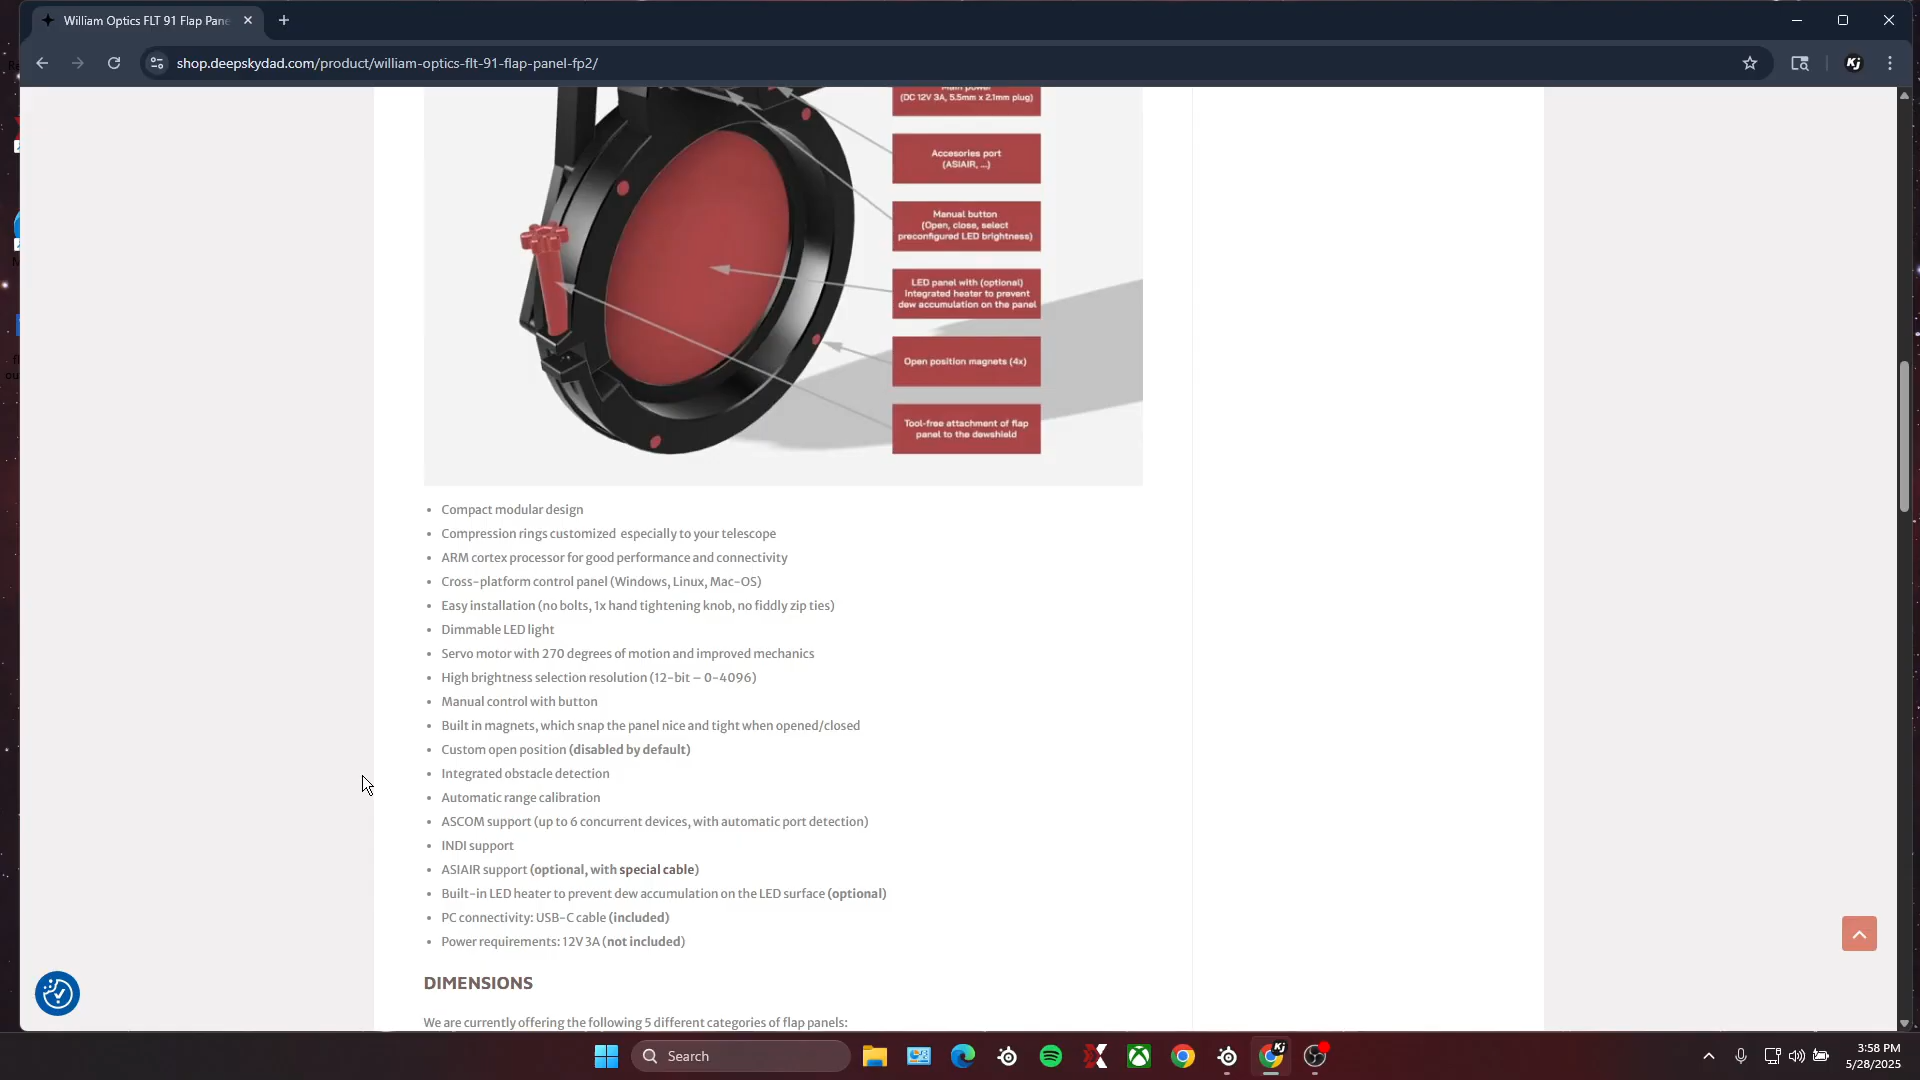 William Optics FLT 91 Flap Pane
shop.deepskydad.com/product/william-optics-flt-91-flap-panel-fp2/
Kj
Main power
(DC 12V 3A, 5.5mm x 2.1mm plug)
Accesories port
(ASIAIR, ...)
Manual button
(Open, close, select
preconfigured LED brightness)
LED panel with (optional)
integrated heater to prevent
dew accumulation on the panel
Open position magnets (4x)
Tool-free attachment of flap
panel to the dewshield
• Compact modular design
• Compression rings customized especially to your telescope
• ARM cortex processor for good performance and connectivity
• Cross-platform control panel (Windows, Linux, Mac-OS)
• Easy installation (no bolts, 1x hand tightening knob, no fiddly zip ties)
• Dimmable LED light
• Servo motor with 270 degrees of motion and improved mechanics
• High brightness selection resolution (12-bit – 0-4096)
• Manual control with button
• Built in magnets, which snap the panel nice and tight when opened/closed
• Custom open position (disabled by default)
• Integrated obstacle detection
• Automatic range calibration
• ASCOM support (up to 6 concurrent devices, with automatic port detection)
• INDI support
• ASIAIR support (optional, with special cable)
• Built-in LED heater to prevent dew accumulation on the LED surface (optional)
• PC connectivity: USB-C cable (included)
• Power requirements: 12V 3A (not included)
DIMENSIONS
We are currently offering the following 5 different categories of flap panels:
Search
Kj
3:58 PM
5/28/2025